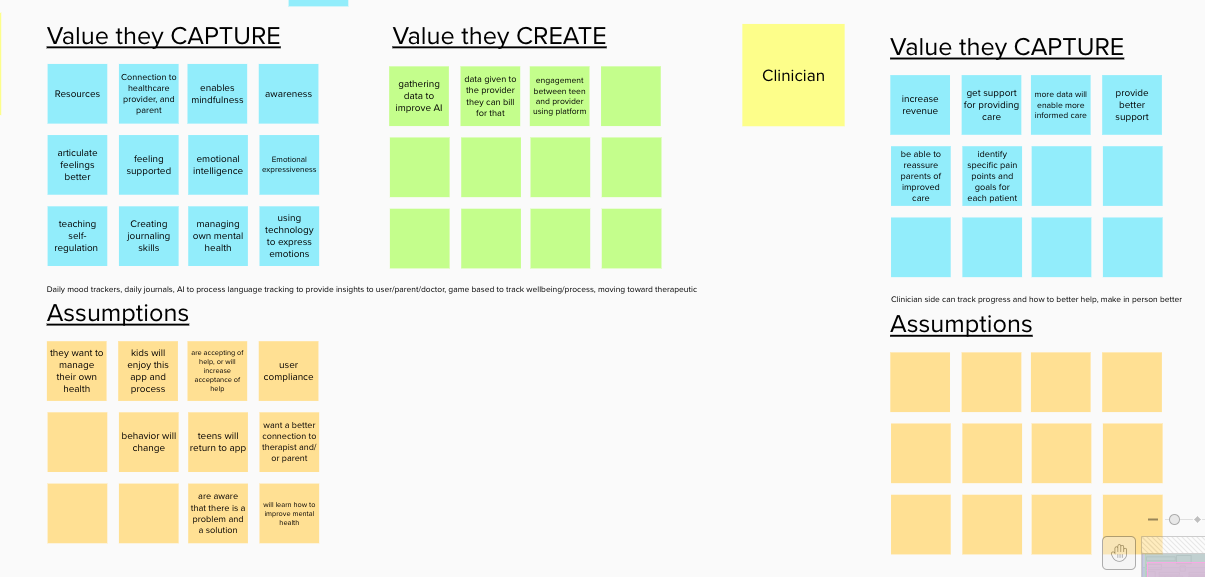 Value they CAPTURE
Resources
Connection to
healthcare
provider, and
parent
enables
mindfulness
awareness
articulate
feelings
better
feeling
supported
emotional
intelligence
Emotional
expressiveness
teaching
self-
regulation
Creating
journaling
skills
managing
own mental
health
using
technology
to express
emotions
Value they CREATE
gathering
data to
improve AI
data given to
the provider
they can bill
for that
engagement
between teen
and provider
using platform
Daily mood trackers, daily journals, AI to process language tracking to provide insights to user/parent/doctor, game based to track wellbeing/process, moving toward therapeutic
Assumptions
they want to
manage
their own
health
kids will
enjoy this
app and
process
are accepting of
help, or will
increase
acceptance of
help
user
compliance
behavior will
change
teens will
return to app
want a better
connection to
therapist and/
or parent
are aware
that there is a
problem and
a solution
will learn how to
improve mental
health
Clinician
Value they CAPTURE
increase
revenue
get support
for providing
care
more data will
enable more
informed care
provide
better
support
be able to
reassure
parents of
improved
care
identify
specific pain
points and
goals for
each patient
Clinician side can track progress and how to better help, make in person better
Assumptions